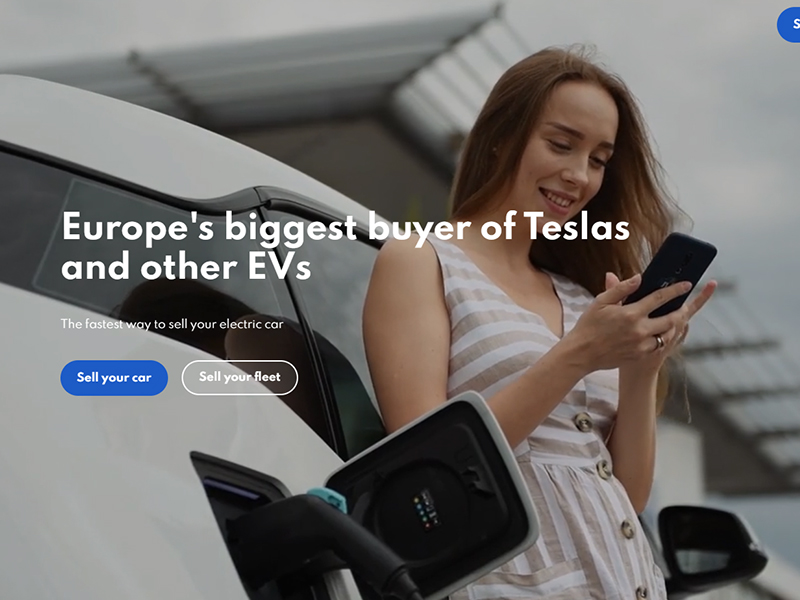 Europe's biggest buyer of Teslas
and other EVs
The fastest way to sell your electric car
Sell your car
Sell your fleet